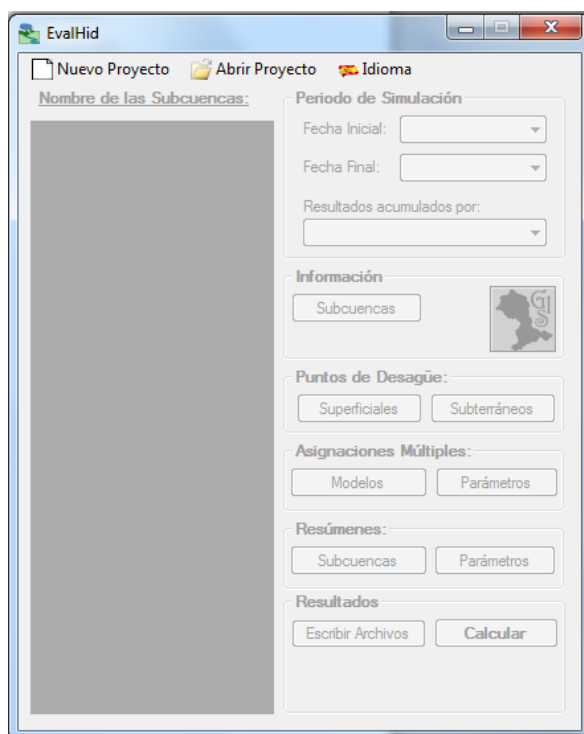 EvalHid
Nuevo Proyecto Abrir Proyecto Idioma
Nombre de las Subcuencas:
Periodo de Simulación
Fecha Inicial:
Fecha Final:
Resultados acumulados por:
Información
Subcuencas
GIS
Puntos de Desagüe:
Superficiales Subterráneos
Asignaciones Múltiples:
Modelos Parámetros
Resúmenes:
Subcuencas Parámetros
Resultados
Escribir Archivos Calcular